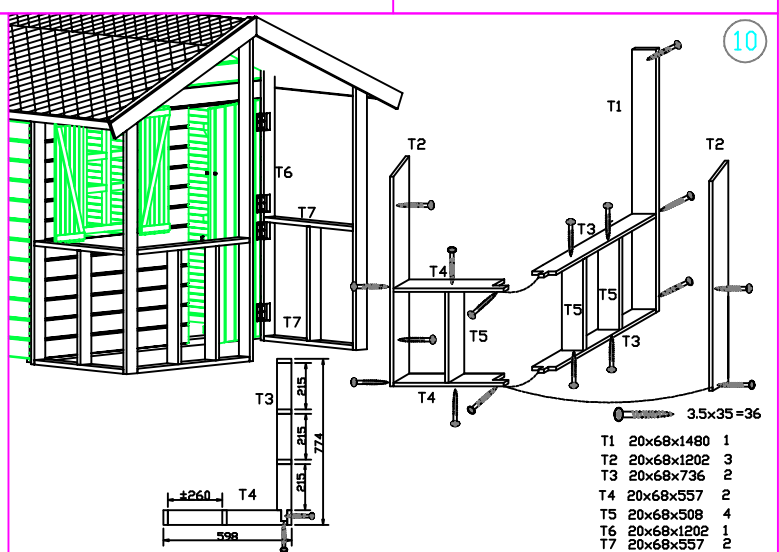 10
T1
T2
T2
T6
T7
T3
T4
T5
T5
T5
T7
T3
T4
T3
215
215
215
774
±260
T4
598
3.5x35=36
T1 20x68x1480 1
T2 20x68x1202 3
T3 20x68x736 2
T4 20x68x557 2
T5 20x68x508 4
T6 20x68x1202 1
T7 20x68x557 2